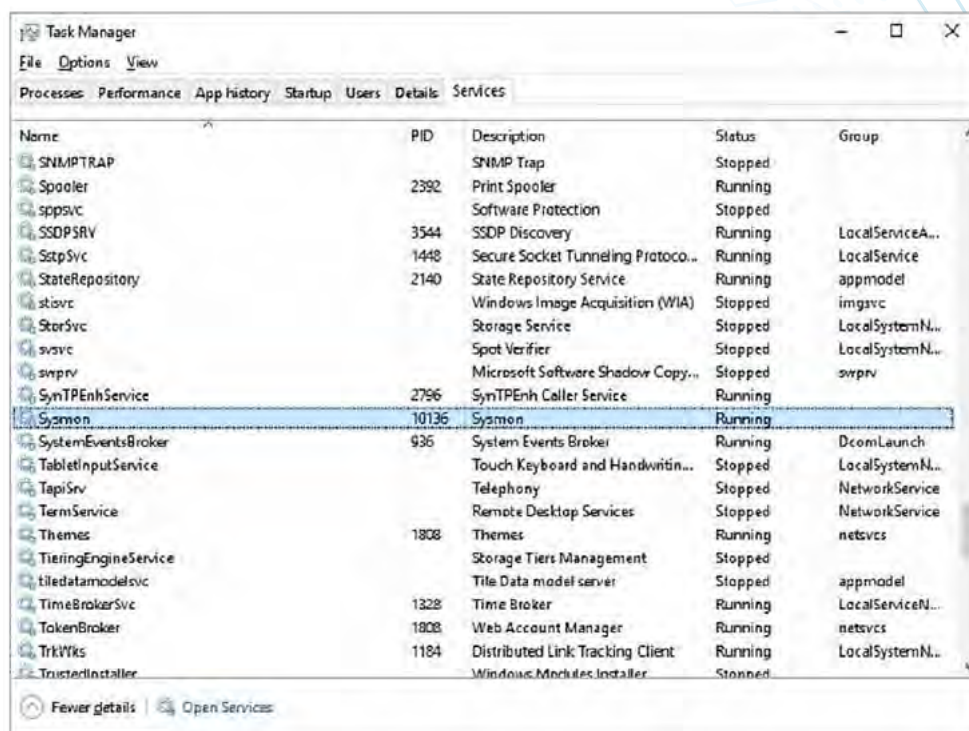 Task Manager
File Options View
Processes Performance App history Startup Users Details Services
Name PID Description Status Group
SNMPTRAP SNMP Trap Stopped
Spooler 2392 Print Spooler Running
sppsvc Software Protection Stopped
SSDPSRV 3544 SSDP Discovery Running LocalServiceA...
SstpSvc 1448 Secure Socket Tunneling Protoco... Running LocalService
StateRepository 2140 State Repository Service Running appmodel
stisvc Windows Image Acquisition (WIA) Stopped imgsvc
StorSvc Storage Service Stopped LocalSystemN...
svsvc Spot Verifier Stopped LocalSystemN...
swprv Microsoft Software Shadow Copy... Stopped swprv
SynTPEnhService 2796 SynTPEnh Caller Service Running
Sysmon 10136 Sysmon Running
SystemEventsBroker 936 System Events Broker Running DcomLaunch
TabletInputService Touch Keyboard and Handwritin... Stopped LocalSystemN...
TapiSrv Telephony Stopped NetworkService
TermService Remote Desktop Services Stopped NetworkService
Themes 1808 Themes Running netsvcs
TieringEngineService Storage Tiers Management Stopped
tiledatamodelsvc Tile Data model server Stopped appmodel
TimeBrokerSvc 1328 Time Broker Running LocalServiceN...
TokenBroker 1808 Web Account Manager Running netsvcs
TrkWks 1184 Distributed Link Tracking Client Running LocalSystemN...
TrustedInstaller Windows Modules Installer Stopped
Fewer details Open Services